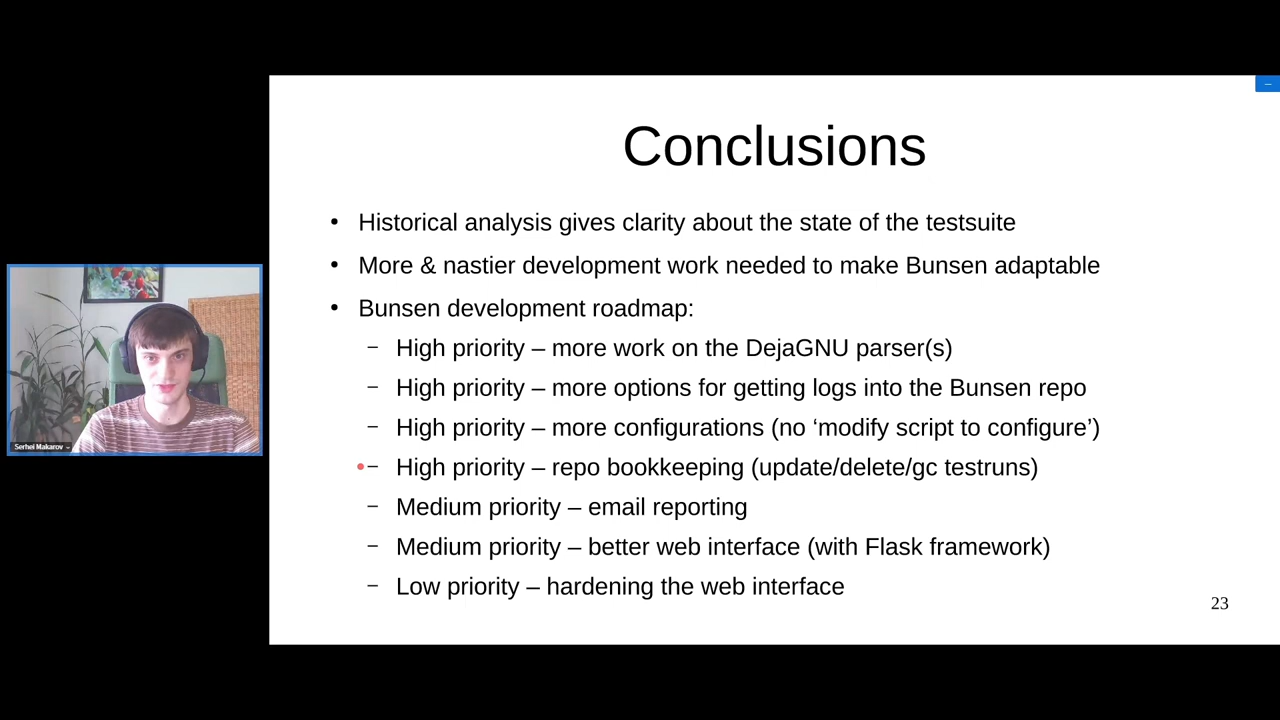 Conclusions
• Historical analysis gives clarity about the state of the testsuite
• More & nastier development work needed to make Bunsen adaptable
• Bunsen development roadmap:
– High priority – more work on the DejaGNU parser(s)
– High priority – more options for getting logs into the Bunsen repo
– High priority – more configurations (no ‘modify script to configure’)
– High priority – repo bookkeeping (update/delete/gc testruns)
– Medium priority – email reporting
– Medium priority – better web interface (with Flask framework)
– Low priority – hardening the web interface
23
Serhei Makarov